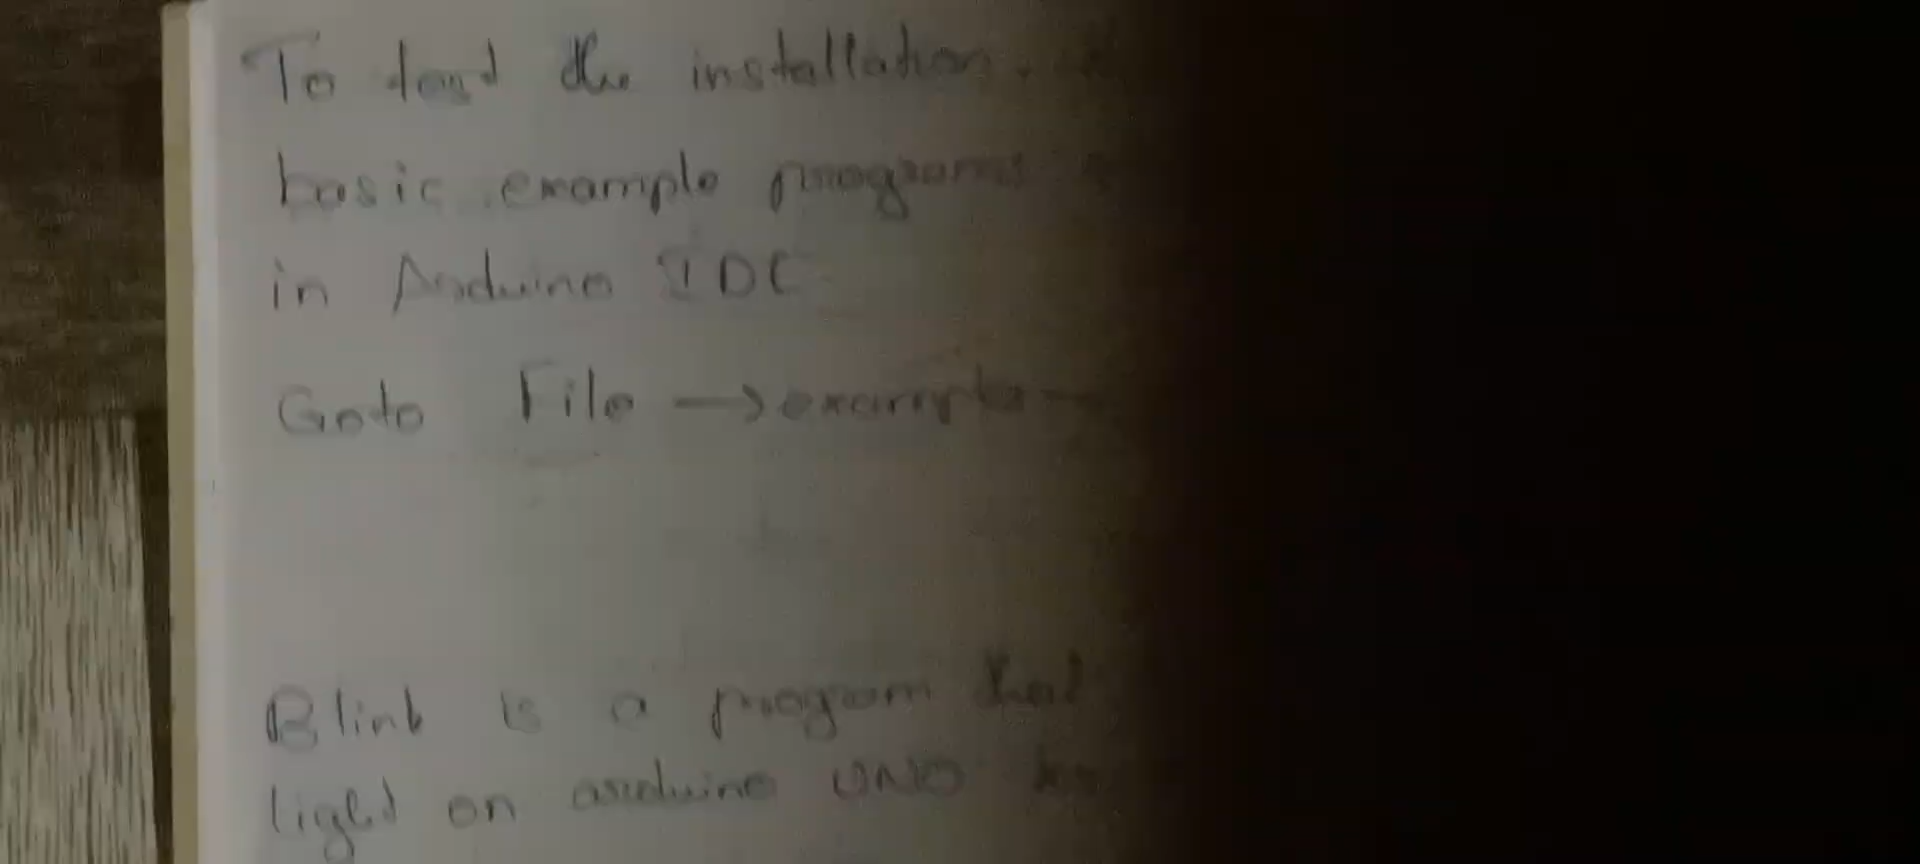 To test the installation.
basic example programs
in Arduino IDE
Goto File → example →
Blink is a program that
light on arduino UNO